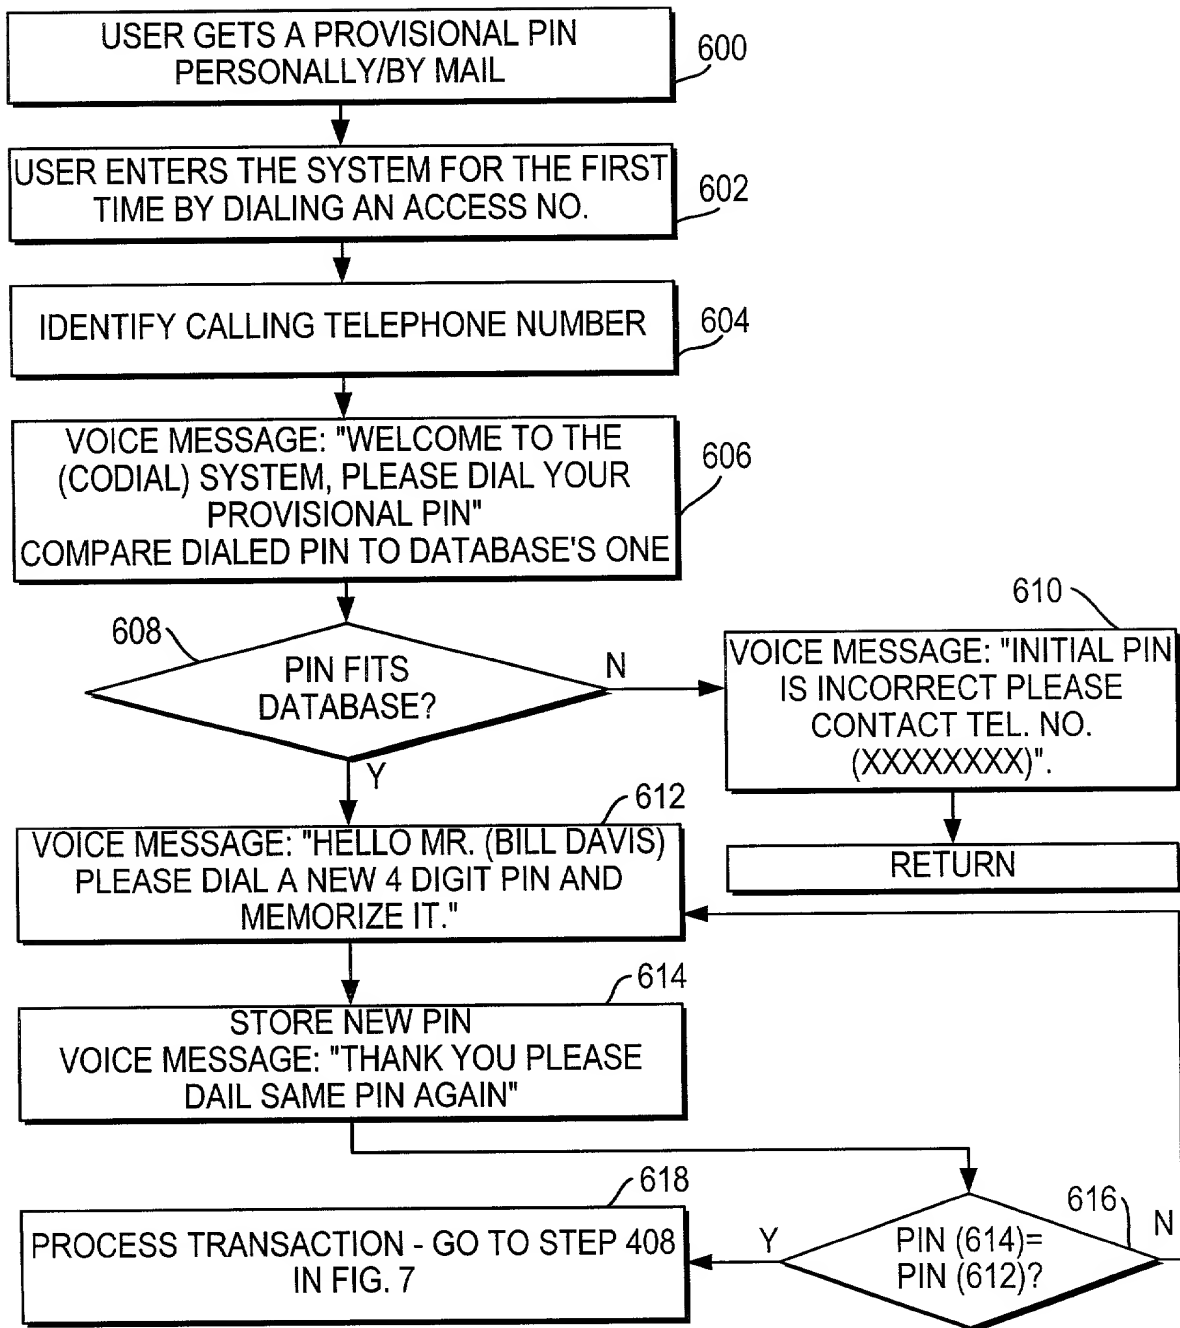 USER GETS A PROVISIONAL PIN
PERSONALLY/BY MAIL
600
USER ENTERS THE SYSTEM FOR THE FIRST
TIME BY DIALING AN ACCESS NO.
602
IDENTIFY CALLING TELEPHONE NUMBER
604
VOICE MESSAGE: "WELCOME TO THE
(CODIAL) SYSTEM, PLEASE DIAL YOUR
PROVISIONAL PIN"
COMPARE DIALED PIN TO DATABASE'S ONE
606
608
PIN FITS
DATABASE?
N
Y
610
VOICE MESSAGE: "INITIAL PIN
IS INCORRECT PLEASE
CONTACT TEL. NO.
(XXXXXXXX)".
RETURN
612
VOICE MESSAGE: "HELLO MR. (BILL DAVIS)
PLEASE DIAL A NEW 4 DIGIT PIN AND
MEMORIZE IT."
614
STORE NEW PIN
VOICE MESSAGE: "THANK YOU PLEASE
DAIL SAME PIN AGAIN"
616
PIN (614)=
PIN (612)?
N
Y
618
PROCESS TRANSACTION - GO TO STEP 408
IN FIG. 7